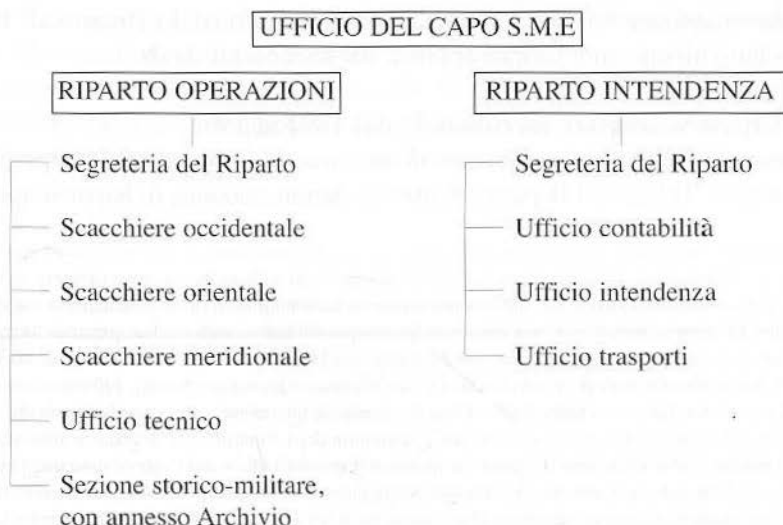 UFFICIO DEL CAPO S.M.E
RIPARTO OPERAZIONI
Segreteria del Riparto
Scacchiere occidentale
Scacchiere orientale
Scacchiere meridionale
Ufficio tecnico
Sezione storico-militare,
con annesso Archivio
RIPARTO INTENDENZA
Segreteria del Riparto
Ufficio contabilità
Ufficio intendenza
Ufficio trasporti